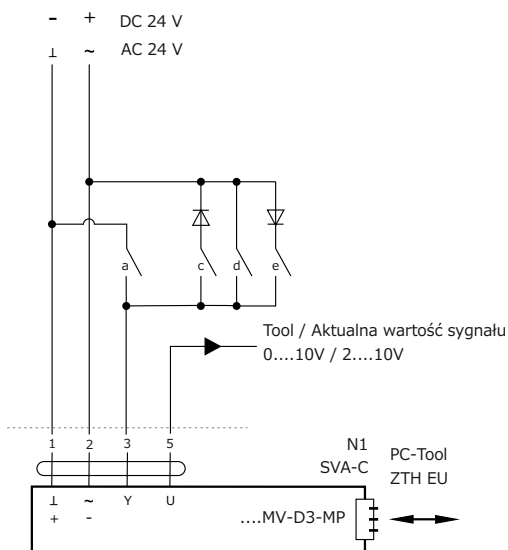 - + DC 24 V
⊥ ~ AC 24 V
a c d e
Tool / Aktualna wartość sygnału
0....10V / 2....10V
1 2 3 5
N1
SVA-C
PC-Tool
ZTH EU
⊥ ~ Y U
+ -
....MV-D3-MP